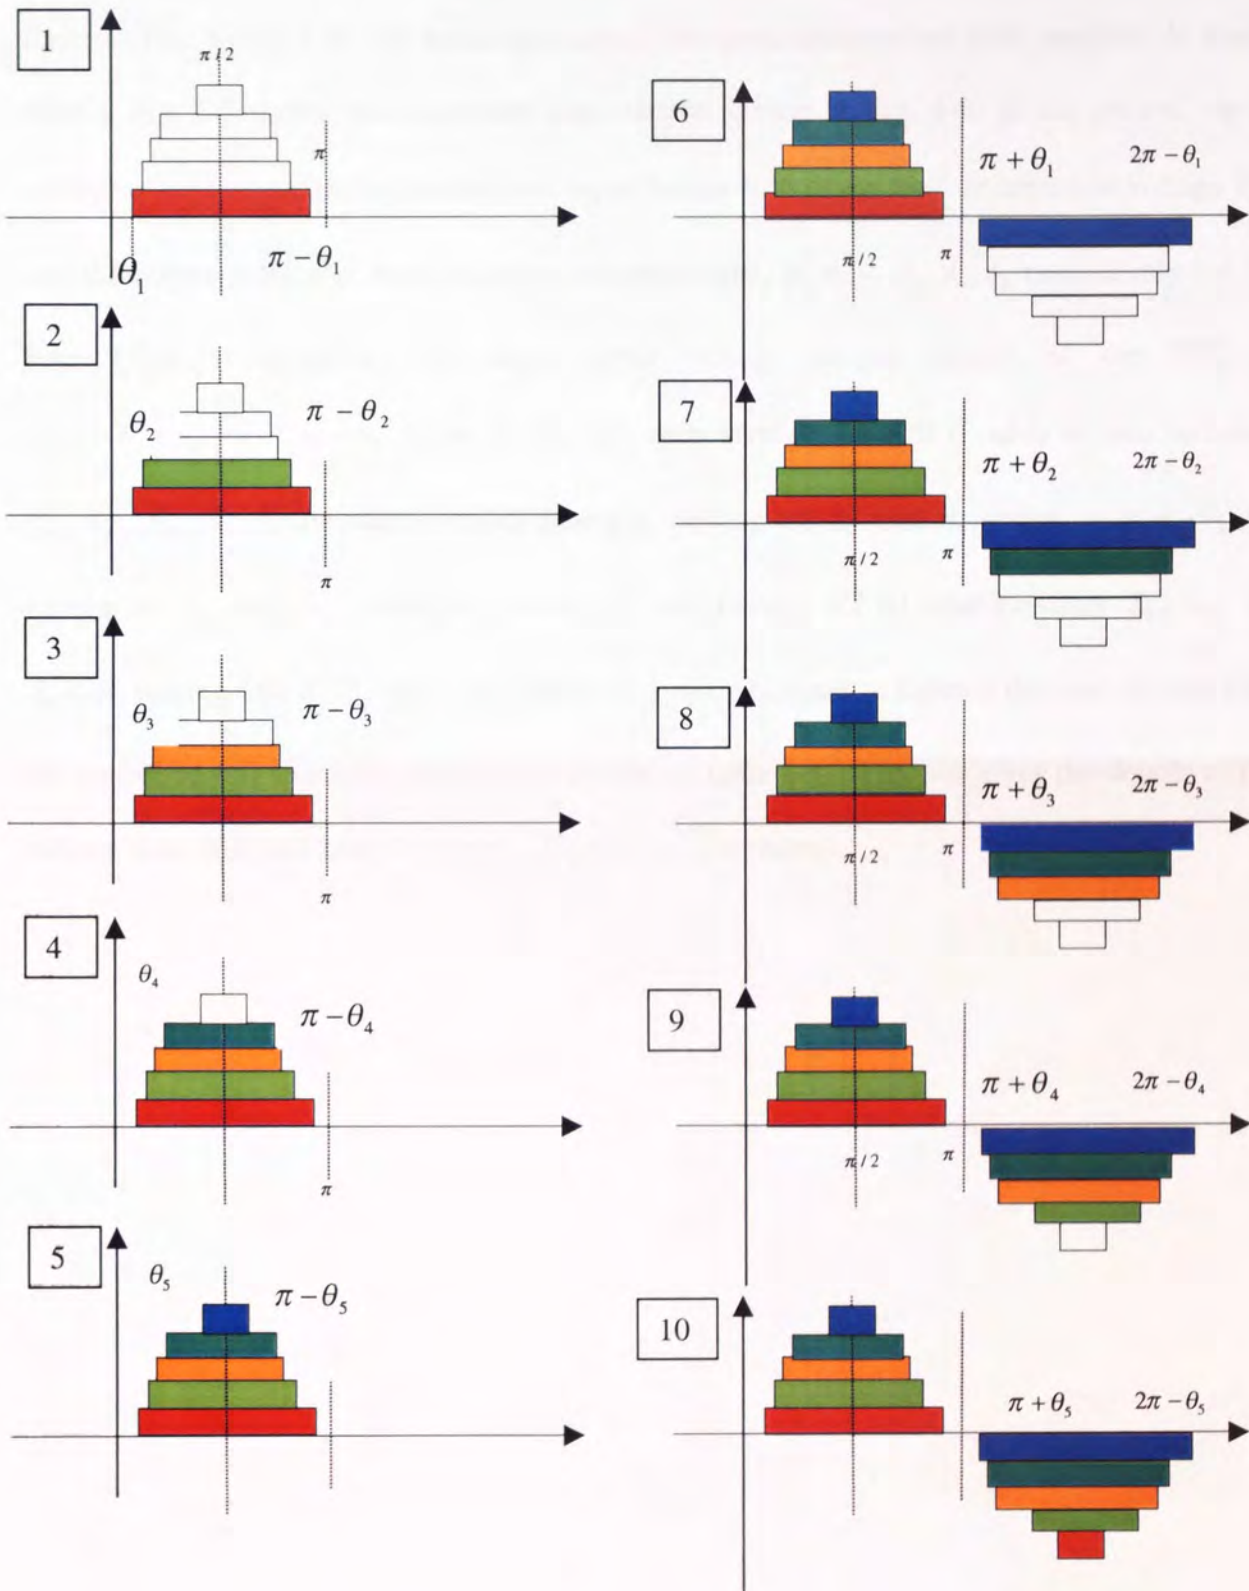 1
π / 2
π
θ₁
π − θ₁
2
θ₂
π − θ₂
π
3
θ₃
π − θ₃
π
4
θ₄
π − θ₄
π
5
θ₅
π − θ₅
6
π + θ₁
2π − θ₁
π / 2
π
7
π + θ₂
2π − θ₂
π / 2
π
8
π + θ₃
2π − θ₃
π / 2
π
9
π + θ₄
2π − θ₄
π / 2
π
10
π + θ₅
2π − θ₅